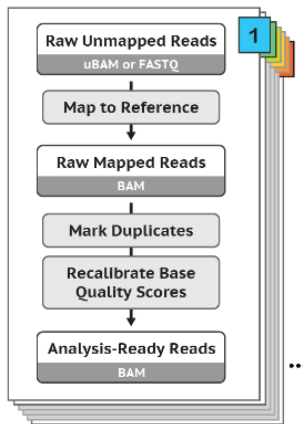 Raw Unmapped Reads
1
uBAM or FASTQ
Map to Reference
Raw Mapped Reads
BAM
Mark Duplicates
Recalibrate Base
Quality Scores
Analysis-Ready Reads
BAM
..